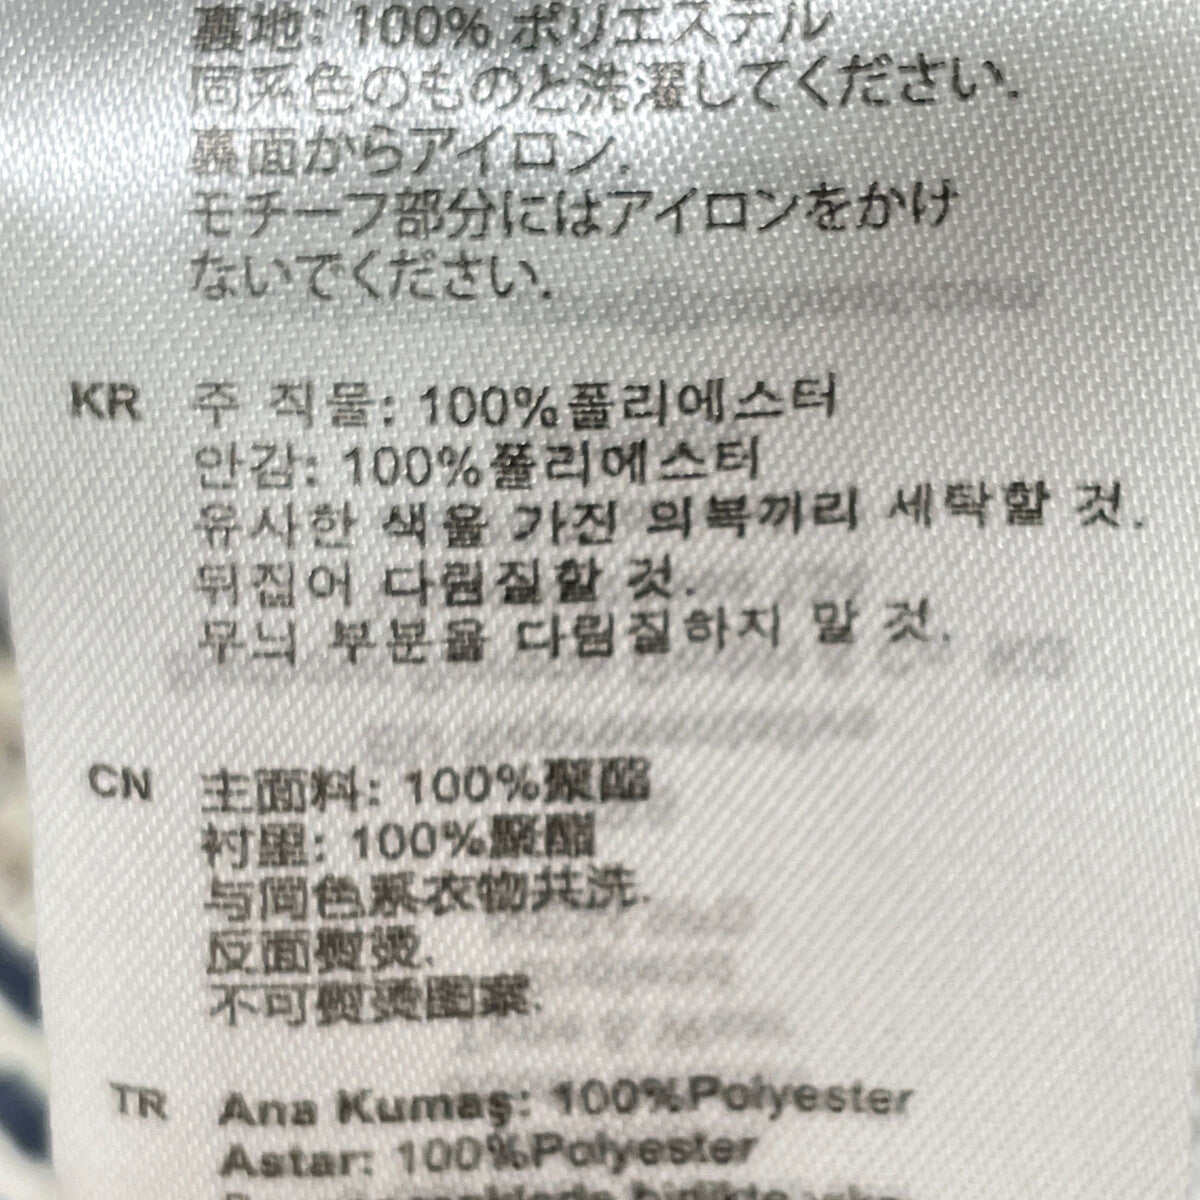 裏地: 100% ポリエステル
同系色のものと洗濯してください.
裏面からアイロン.
モチーフ部分にはアイロンをかけ
ないでください.
KR 주 직물: 100%폴리에스터
안감: 100%폴리에스터
유사한 색을 가진 의복끼리 세탁할 것.
뒤집어 다림질할 것.
무늬 부분을 다림질하지 말 것.
CN 主面料: 100%聚酯
衬里: 100%聚酯
与同色系衣物共洗.
反面熨烫.
不可熨烫图案.
TR Ana Kumaş: 100%Polyester
Astar: 100%Polyester
birlikte